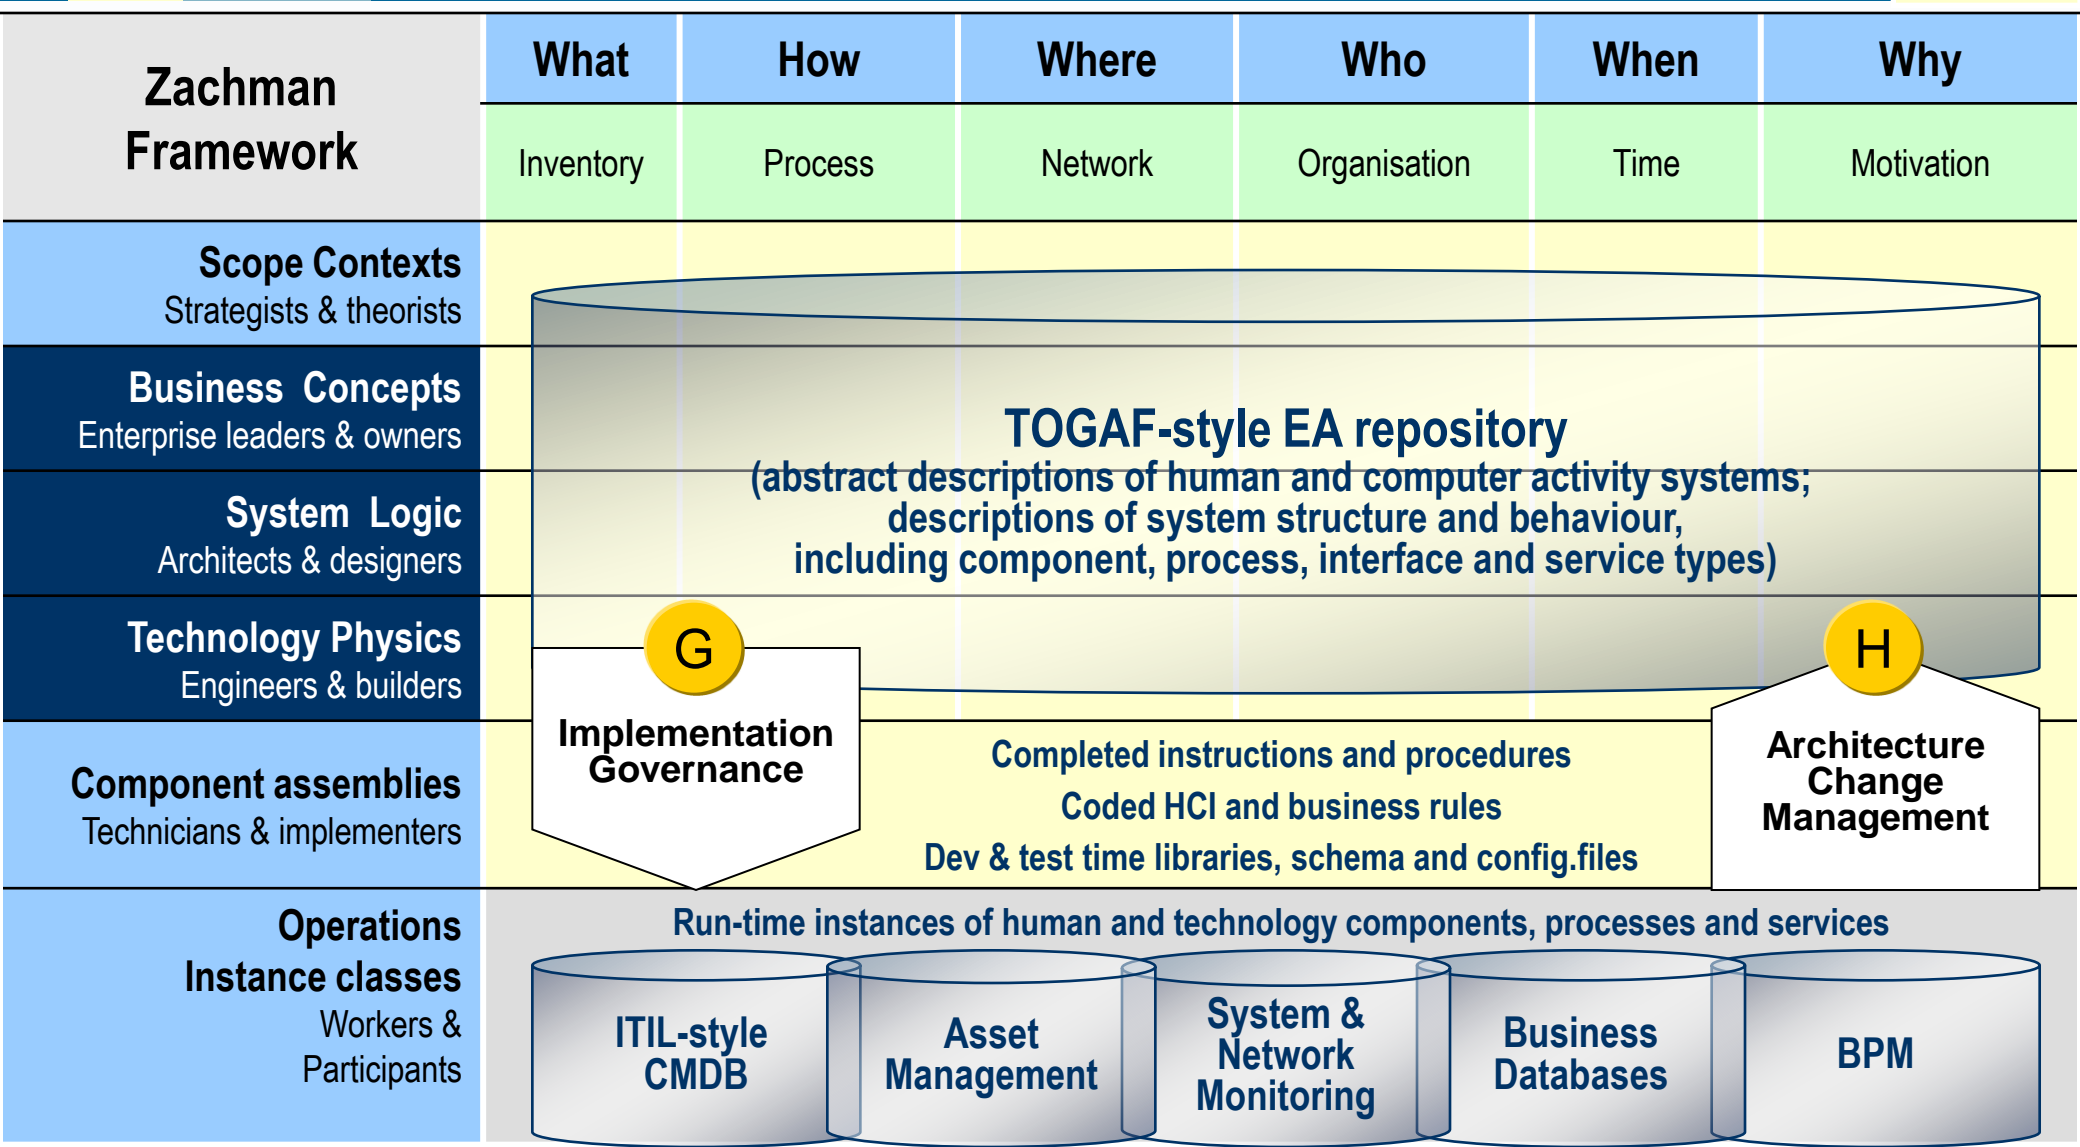 Zachman
Framework
What
How
Where
Who
When
Why
Inventory
Process
Network
Organisation
Time
Motivation
Scope Contexts
Strategists & theorists
Business Concepts
Enterprise leaders & owners
System Logic
Architects & designers
Technology Physics
Engineers & builders
Component assemblies
Technicians & implementers
Operations
Instance classes
Workers &
Participants
TOGAF-style EA repository
(abstract descriptions of human and computer activity systems;
descriptions of system structure and behaviour,
including component, process, interface and service types)
G
Implementation
Governance
H
Architecture
Change
Management
Completed instructions and procedures
Coded HCI and business rules
Dev & test time libraries, schema and config.files
Run-time instances of human and technology components, processes and services
ITIL-style
CMDB
Asset
Management
System &
Network
Monitoring
Business
Databases
BPM